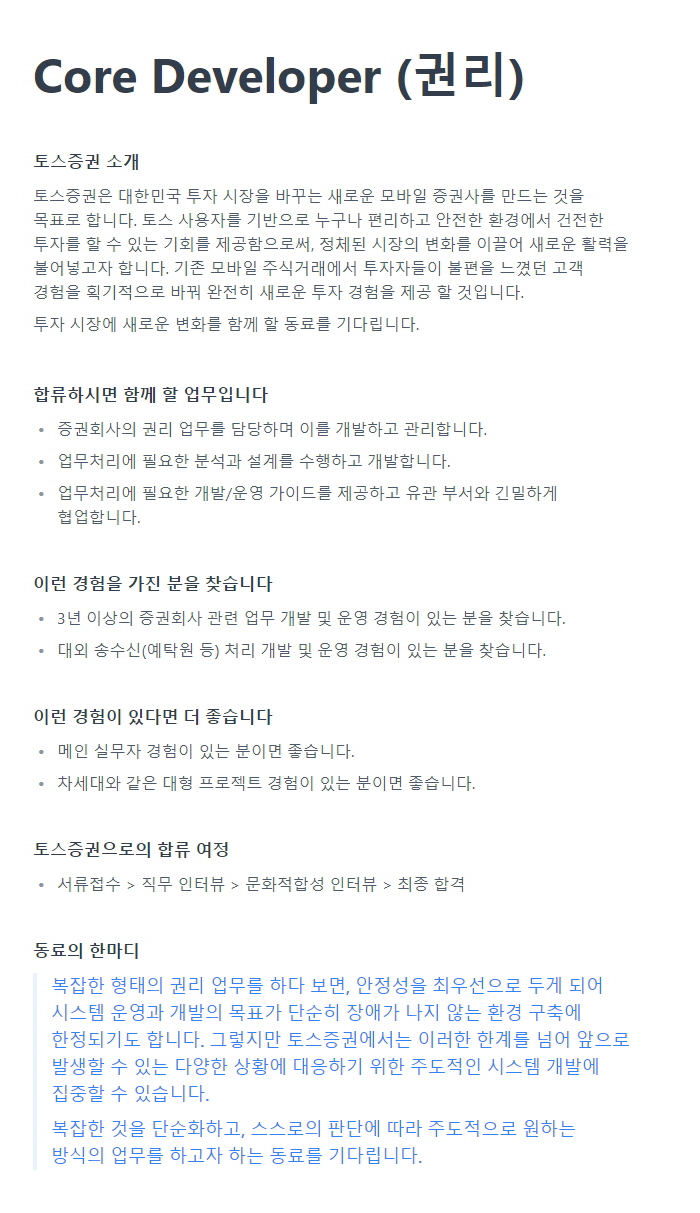 Core Developer (권리)
토스증권 소개
토스증권은 대한민국 투자 시장을 바꾸는 새로운 모바일 증권사를 만드는 것을
목표로 합니다. 토스 사용자를 기반으로 누구나 편리하고 안전한 환경에서 건전한
투자를 할 수 있는 기회를 제공함으로써, 정체된 시장의 변화를 이끌어 새로운 활력을
불어넣고자 합니다. 기존 모바일 주식거래에서 투자자들이 불편을 느꼈던 고객
경험을 획기적으로 바꿔 완전히 새로운 투자 경험을 제공 할 것입니다.
투자 시장에 새로운 변화를 함께 할 동료를 기다립니다.
합류하시면 함께 할 업무입니다
• 증권회사의 권리 업무를 담당하며 이를 개발하고 관리합니다.
• 업무처리에 필요한 분석과 설계를 수행하고 개발합니다.
• 업무처리에 필요한 개발/운영 가이드를 제공하고 유관 부서와 긴밀하게
협업합니다.
이런 경험을 가진 분을 찾습니다
• 3년 이상의 증권회사 관련 업무 개발 및 운영 경험이 있는 분을 찾습니다.
• 대외 송수신(예탁원 등) 처리 개발 및 운영 경험이 있는 분을 찾습니다.
이런 경험이 있다면 더 좋습니다
• 메인 실무자 경험이 있는 분이면 좋습니다.
• 차세대와 같은 대형 프로젝트 경험이 있는 분이면 좋습니다.
토스증권으로의 합류 여정
• 서류접수 > 직무 인터뷰 > 문화적합성 인터뷰 > 최종 합격
동료의 한마디
복잡한 형태의 권리 업무를 하다 보면, 안정성을 최우선으로 두게 되어
시스템 운영과 개발의 목표가 단순히 장애가 나지 않는 환경 구축에
한정되기도 합니다. 그렇지만 토스증권에서는 이러한 한계를 넘어 앞으로
발생할 수 있는 다양한 상황에 대응하기 위한 주도적인 시스템 개발에
집중할 수 있습니다.
복잡한 것을 단순화하고, 스스로의 판단에 따라 주도적으로 원하는
방식의 업무를 하고자 하는 동료를 기다립니다.